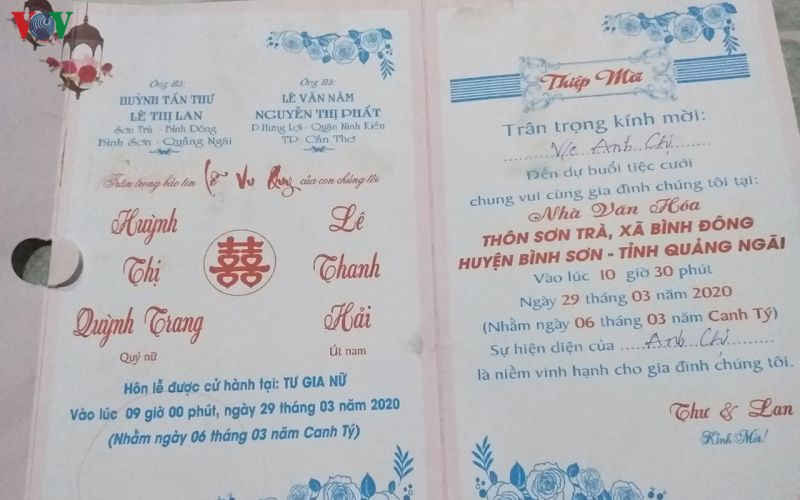 VOV
Ông Bà:
HUỲNH TẤN THƯ
LÊ THỊ LAN
Sơn Trà - Bình Đông
Bình Sơn - Quảng Ngãi
Ông Bà:
LÊ VĂN NĂM
NGUYỄN THỊ PHẤT
P Hưng Lợi - Quận Ninh Kiều
TP- Cần Thơ
Trân trọng báo tin Lễ Vu Quy của con chúng tôi
Huỳnh
Thị
Quỳnh Trang
Quý nữ
囍
Lê
Thanh
Hải
Út nam
Hôn lễ được cử hành tại: TƯ GIA NỮ
Vào lúc 09 giờ 00 phút, ngày 29 tháng 03 năm 2020
(Nhằm ngày 06 tháng 03 năm Canh Tý)
Thiệp Mời
Trân trọng kính mời:
V/c Anh Chị
Đến dự buổi tiệc cưới
chung vui cùng gia đình chúng tôi tại:
Nhà Văn Hóa
THÔN SƠN TRÀ, XÃ BÌNH ĐÔNG
HUYỆN BÌNH SƠN - TỈNH QUẢNG NGÃI
Vào lúc 10 giờ 30 phút
Ngày 29 tháng 03 năm 2020
(Nhằm ngày 06 tháng 03 năm Canh Tý)
Sự hiện diện của Anh Chị
là niềm vinh hạnh cho gia đình chúng tôi.
Thư & Lan
Kính Mời!